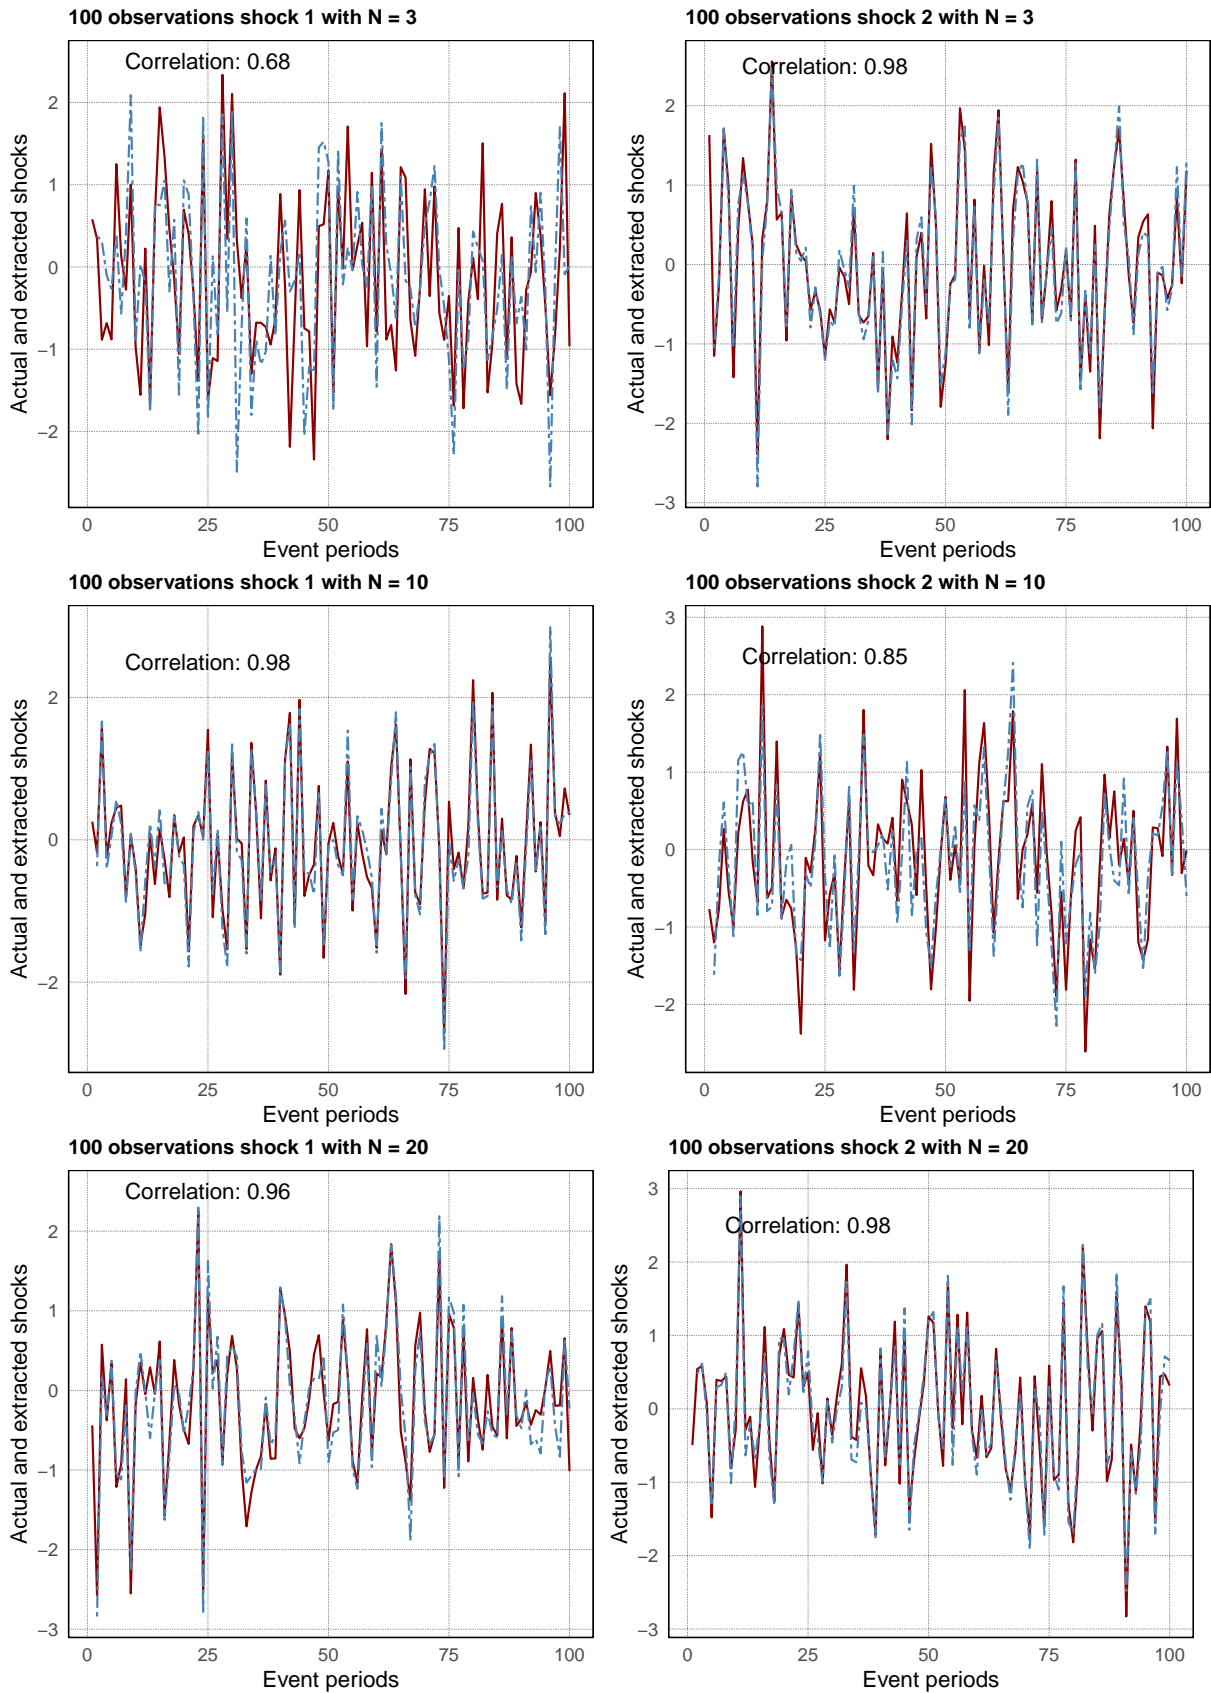 100 observations shock 1 with N = 3
Correlation: 0.68
Actual and extracted shocks
2
1
0
−1
−2
0 25 50 75 100
Event periods
100 observations shock 2 with N = 3
Correlation: 0.98
Actual and extracted shocks
2
1
0
−1
−2
−3
0 25 50 75 100
Event periods
100 observations shock 1 with N = 10
Correlation: 0.98
Actual and extracted shocks
2
0
−2
0 25 50 75 100
Event periods
100 observations shock 2 with N = 10
Correlation: 0.85
Actual and extracted shocks
3
2
1
0
−1
−2
0 25 50 75 100
Event periods
100 observations shock 1 with N = 20
Correlation: 0.96
Actual and extracted shocks
2
1
0
−1
−2
−3
0 25 50 75 100
Event periods
100 observations shock 2 with N = 20
Correlation: 0.98
Actual and extracted shocks
3
2
1
0
−1
−2
−3
0 25 50 75 100
Event periods